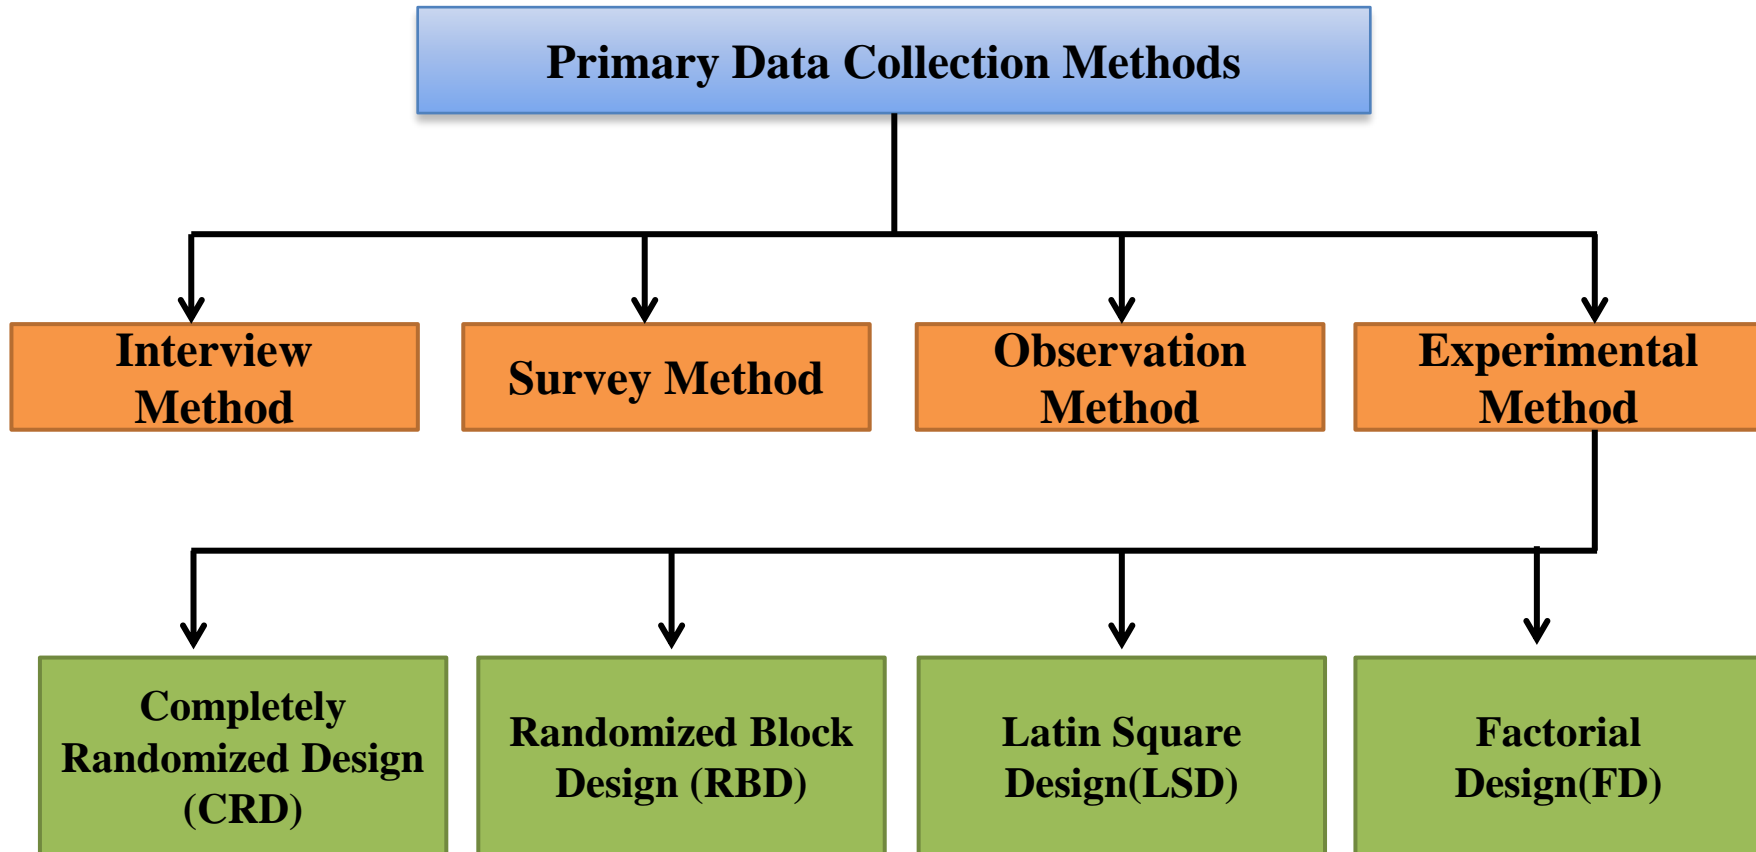 Primary Data Collection Methods
Interview
Method
Survey Method
Observation
Method
Experimental
Method
Completely
Randomized Design
(CRD)
Randomized Block
Design (RBD)
Latin Square
Design(LSD)
Factorial
Design(FD)